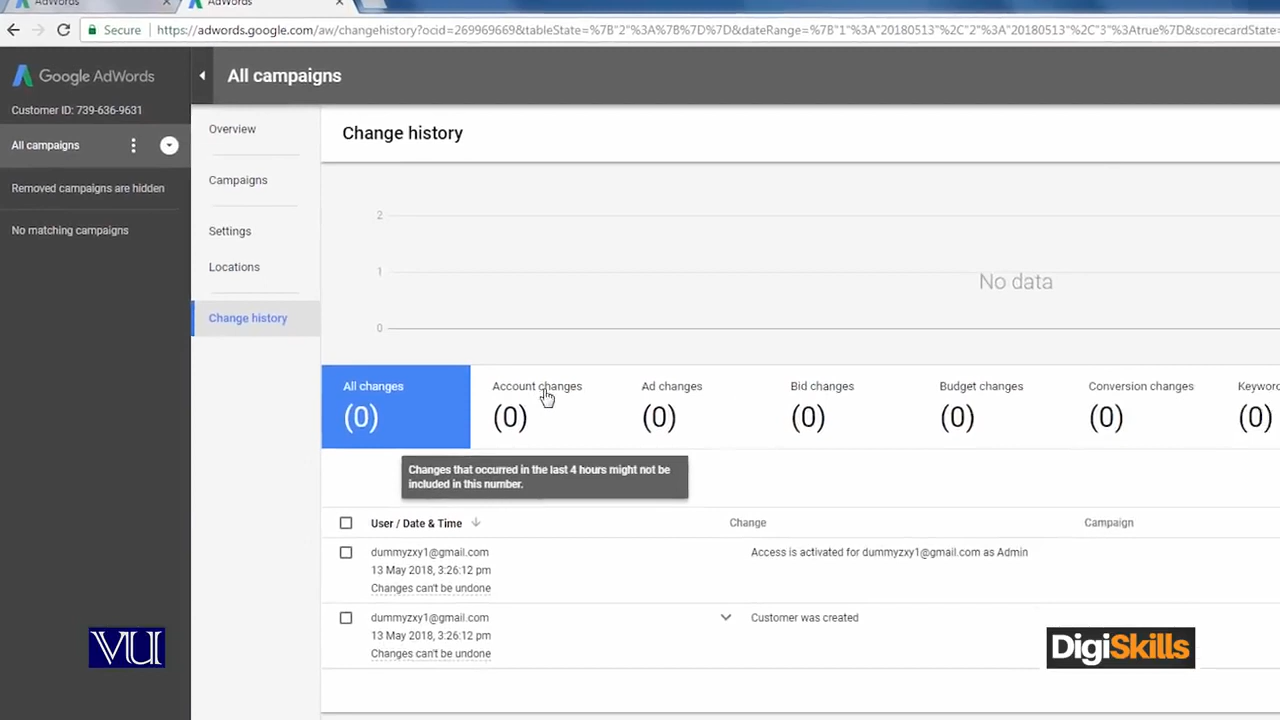 AdWords
AdWords
Secure https://adwords.google.com/aw/changehistory?ocid=269969669&tableState=%7B"2"%3A%7B%7D%7D&dateRange=%7B"1"%3A"20180513"%2C"2"%3A"20180513"%2C"3"%3Atrue%7D&scorecardState=
Google AdWords
All campaigns
Customer ID: 739-636-9631
All campaigns
Removed campaigns are hidden
No matching campaigns
Overview
Campaigns
Settings
Locations
Change history
Change history
2
1
0
No data
All changes
(0)
Account changes
(0)
Ad changes
(0)
Bid changes
(0)
Budget changes
(0)
Conversion changes
(0)
Keywor
(0)
Changes that occurred in the last 4 hours might not
be included in this number.
User / Date & Time
Change
Campaign
dummyzxy1@gmail.com
13 May 2018, 3:26:12 pm
Changes can't be undone
Access is activated for dummyzxy1@gmail.com as Admin
dummyzxy1@gmail.com
13 May 2018, 3:26:12 pm
Changes can't be undone
Customer was created
VU
DigiSkills